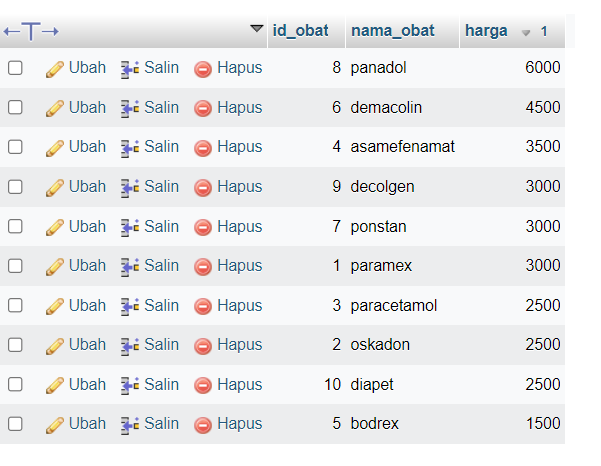 id_obat nama_obat harga 1
Ubah Salin Hapus 8 panadol 6000
Ubah Salin Hapus 6 demacolin 4500
Ubah Salin Hapus 4 asamefenamat 3500
Ubah Salin Hapus 9 decolgen 3000
Ubah Salin Hapus 7 ponstan 3000
Ubah Salin Hapus 1 paramex 3000
Ubah Salin Hapus 3 paracetamol 2500
Ubah Salin Hapus 2 oskadon 2500
Ubah Salin Hapus 10 diapet 2500
Ubah Salin Hapus 5 bodrex 1500